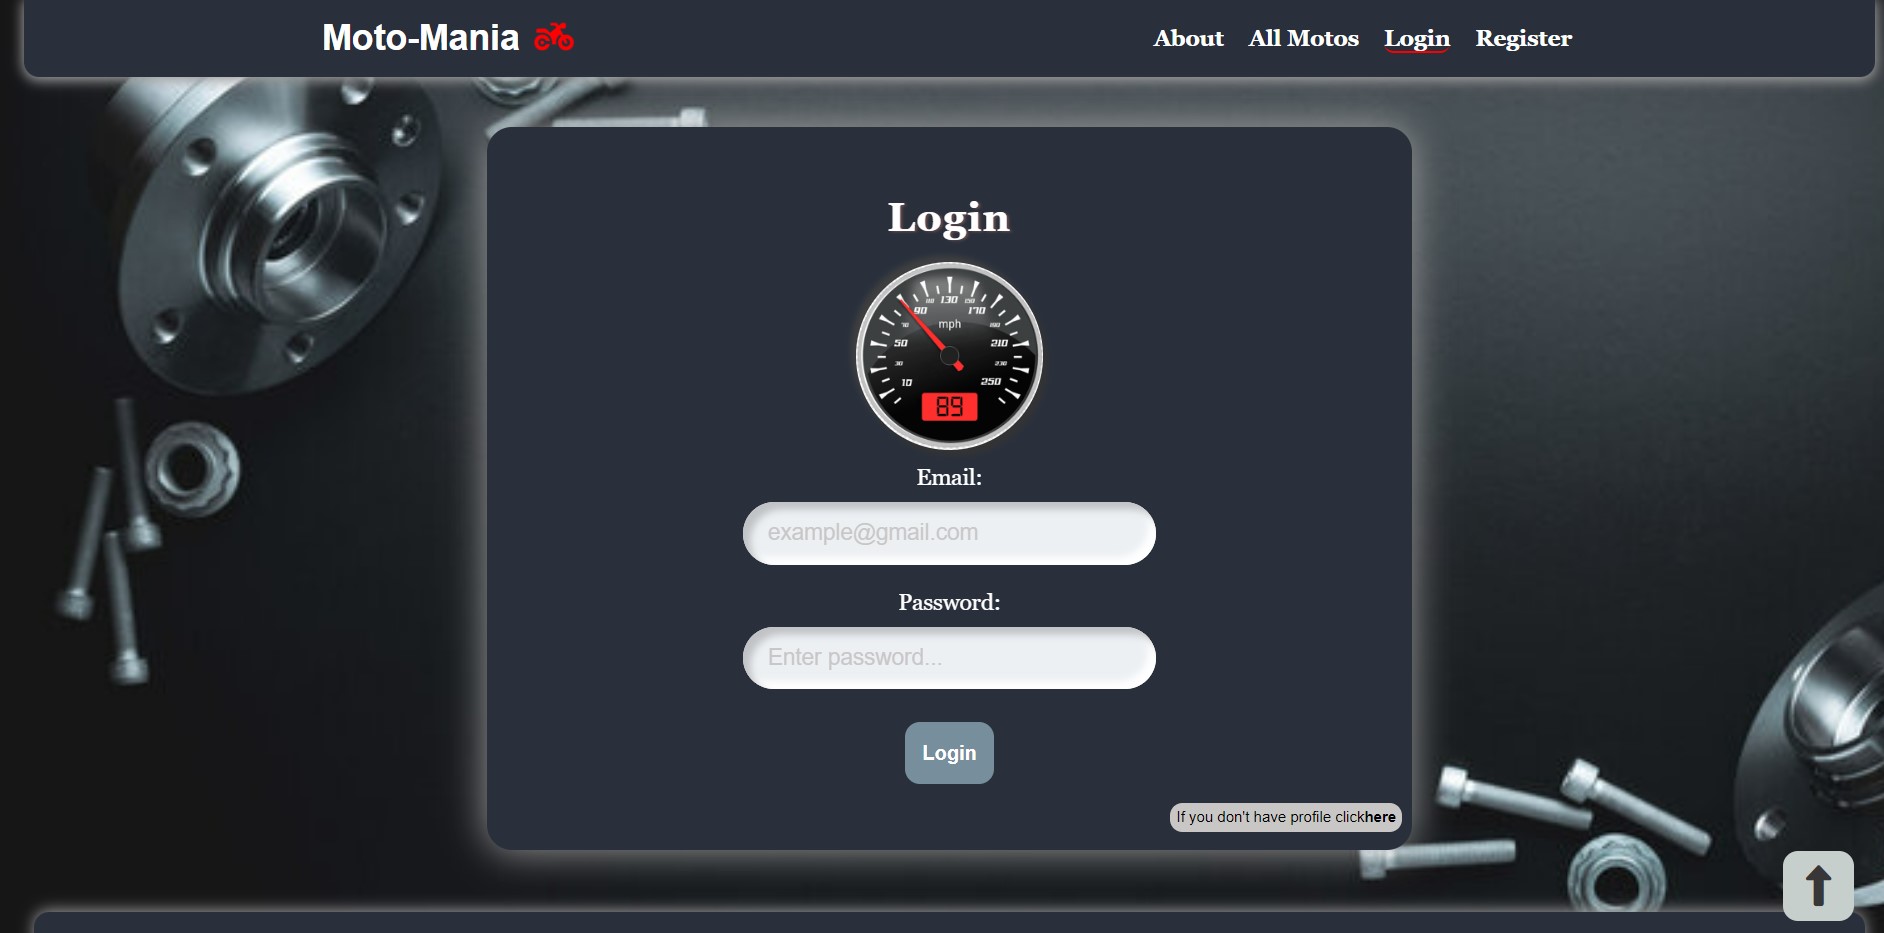 Moto-Mania
About All Motos Login Register
Login
10 30 50 70 90 110 130 150 170 190 210 230 250
mph
89
Email:
example@gmail.com
Password:
Enter password...
Login
If you don't have profile clickhere